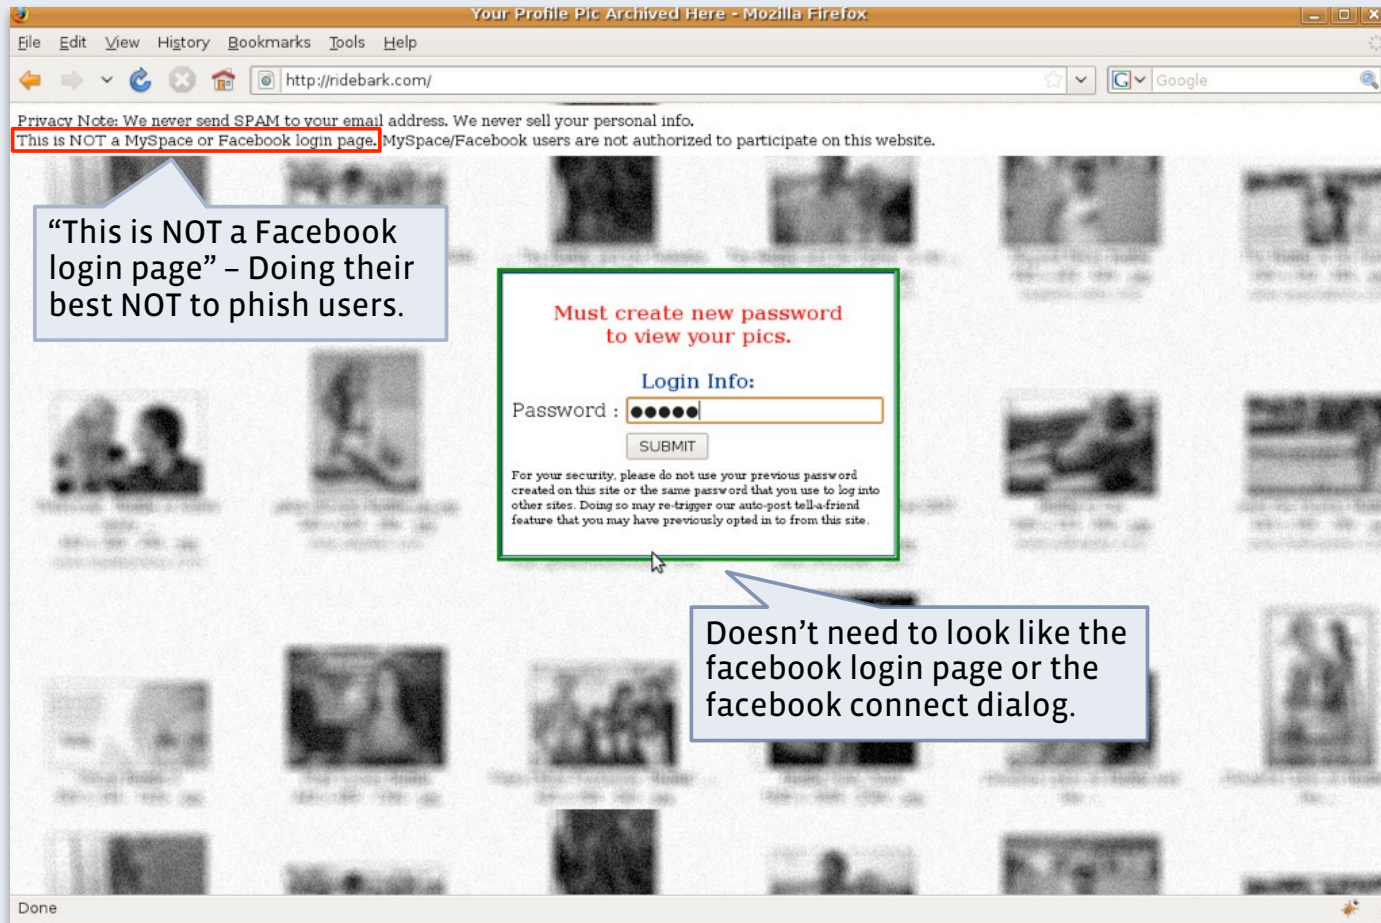 Your Profile Pic Archived Here - Mozilla Firefox
File Edit View History Bookmarks Tools Help
http://ridebark.com/
Google
Privacy Note: We never send SPAM to your email address. We never sell your personal info.
This is NOT a MySpace or Facebook login page. MySpace/Facebook users are not authorized to participate on this website.
“This is NOT a Facebook
login page” – Doing their
best NOT to phish users.
Must create new password
to view your pics.
Login Info:
Password : ●●●●●
SUBMIT
For your security, please do not use your previous password
created on this site or the same password that you use to log into
other sites. Doing so may re-trigger our auto-post tell-a-friend
feature that you may have previously opted in to from this site.
Doesn’t need to look like the
facebook login page or the
facebook connect dialog.
Done